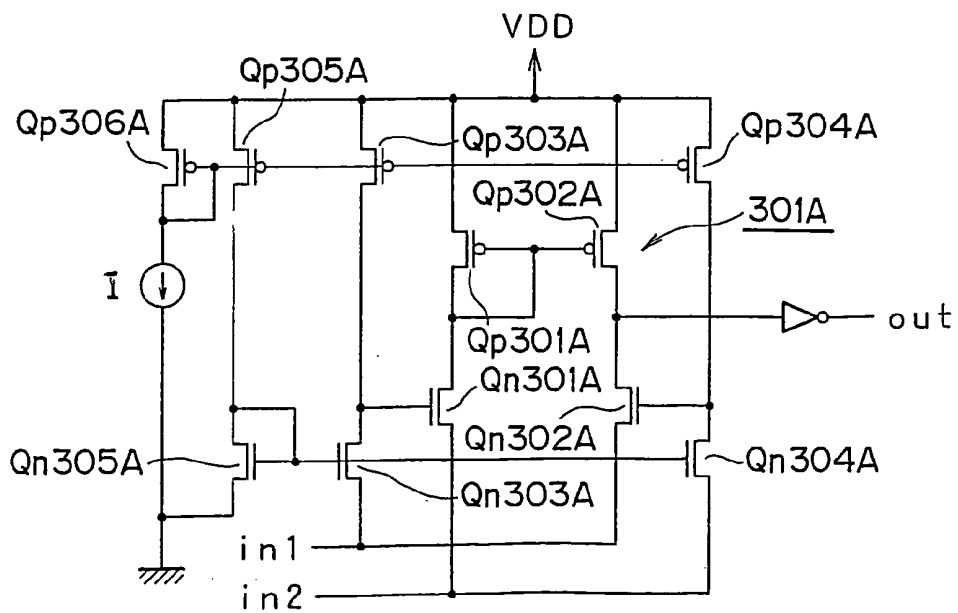 VDD
Qp305A
Qp306A
Qp303A
Qp304A
Qp302A
301A
I
out
Qp301A
Qn301A
Qn302A
Qn305A
Qn304A
Qn303A
in1
in2